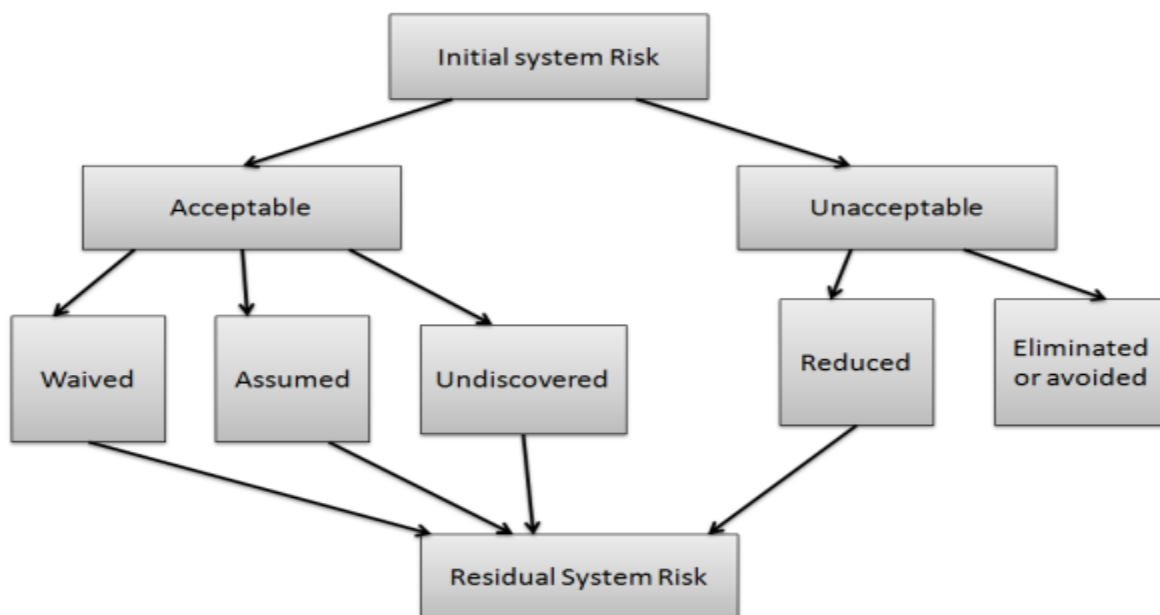 Initial system Risk
Acceptable
Unacceptable
Waived
Assumed
Undiscovered
Reduced
Eliminated
or avoided
Residual System Risk